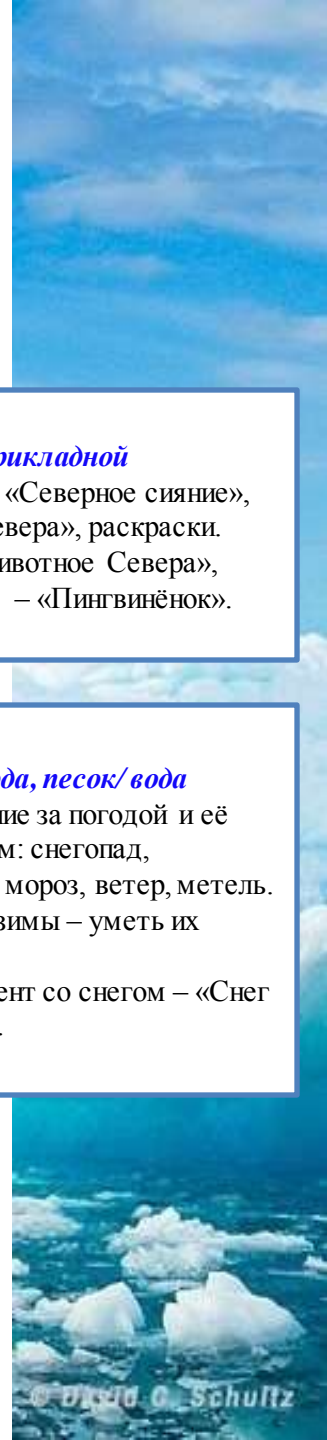 рикладной
«Северное сияние»,
евера», раскраски.
ивотное Севера»,
– «Пингвинёнок».
да, песок/ вода
ие за погодой и её
м: снегопад,
мороз, ветер, метель.
зимы – уметь их
ент со снегом – «Снег
.
© David C. Schultz